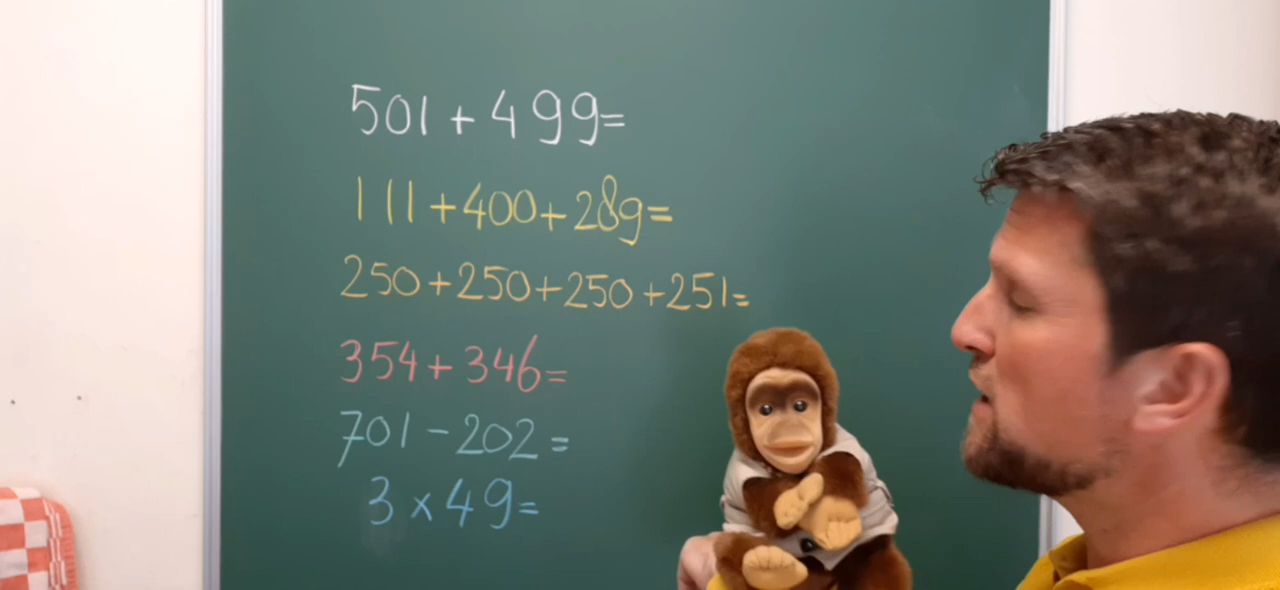 501 + 499=
111 +400+289=
250+250+250+251=
354+346=
701-202=
3 x 49=